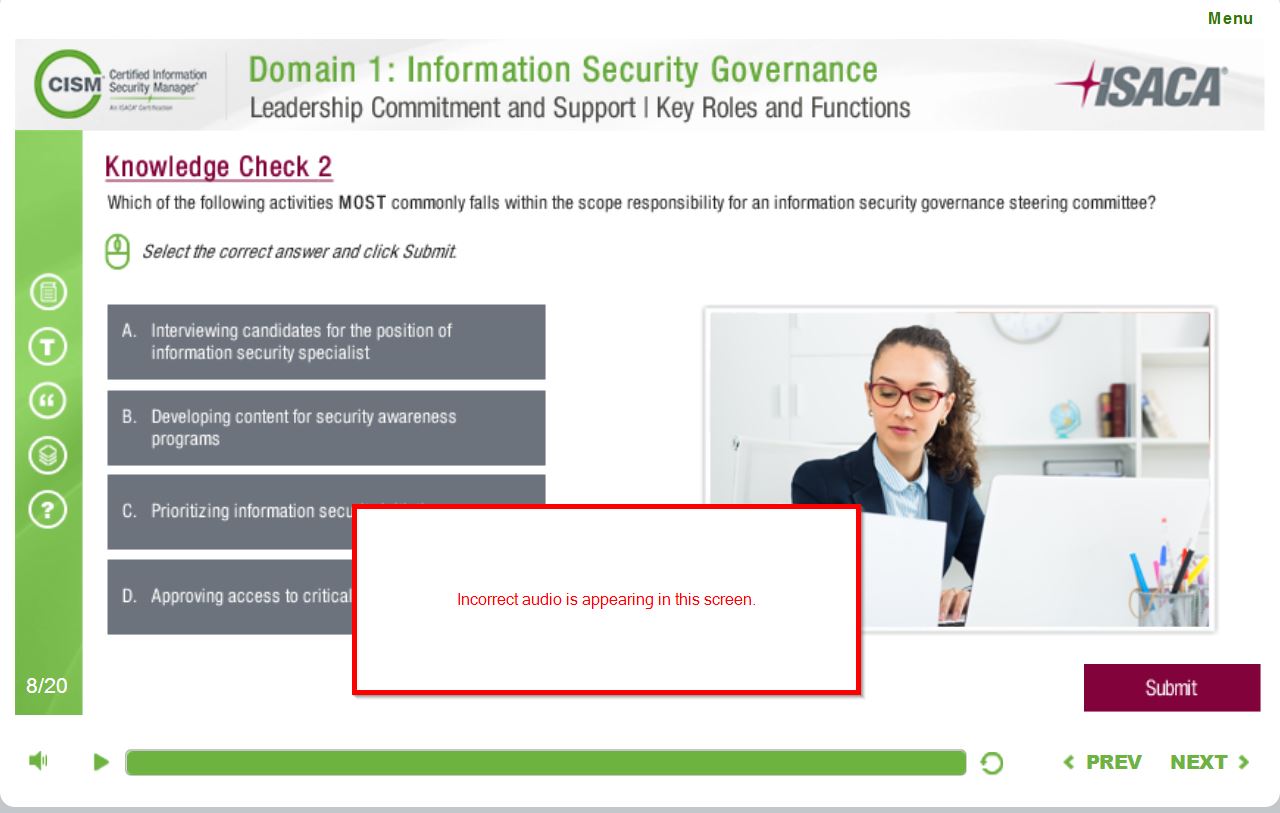 Menu
CISM
Certified Information
Security Manager®
An ISACA® Certification
Domain 1: Information Security Governance
Leadership Commitment and Support | Key Roles and Functions
ISACA®
Knowledge Check 2
Which of the following activities MOST commonly falls within the scope responsibility for an information security governance steering committee?
Select the correct answer and click Submit.
A. Interviewing candidates for the position of
information security specialist
B. Developing content for security awareness
programs
C. Prioritizing information
D. Approving access to critical
Incorrect audio is appearing in this screen.
T
“
?
8/20
Submit
PREV
NEXT